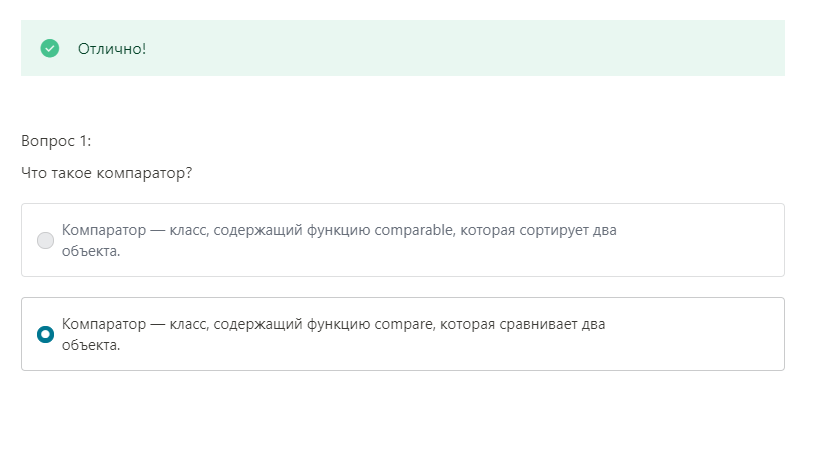 Отлично!
Вопрос 1:
Что такое компаратор?
Компаратор — класс, содержащий функцию comparable, которая сортирует два
объекта.
Компаратор — класс, содержащий функцию compare, которая сравнивает два
объекта.